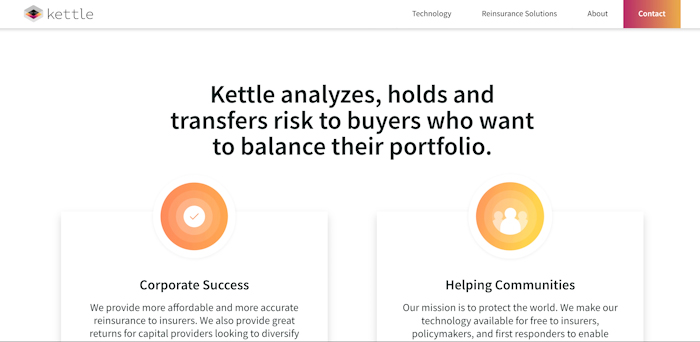 kettle
Technology
Reinsurance Solutions
About
Contact
Kettle analyzes, holds and
transfers risk to buyers who want
to balance their portfolio.
Corporate Success
We provide more affordable and more accurate
reinsurance to insurers. We also provide great
returns for capital providers looking to diversify
Helping Communities
Our mission is to protect the world. We make our
technology available for free to insurers,
policymakers, and first responders to enable